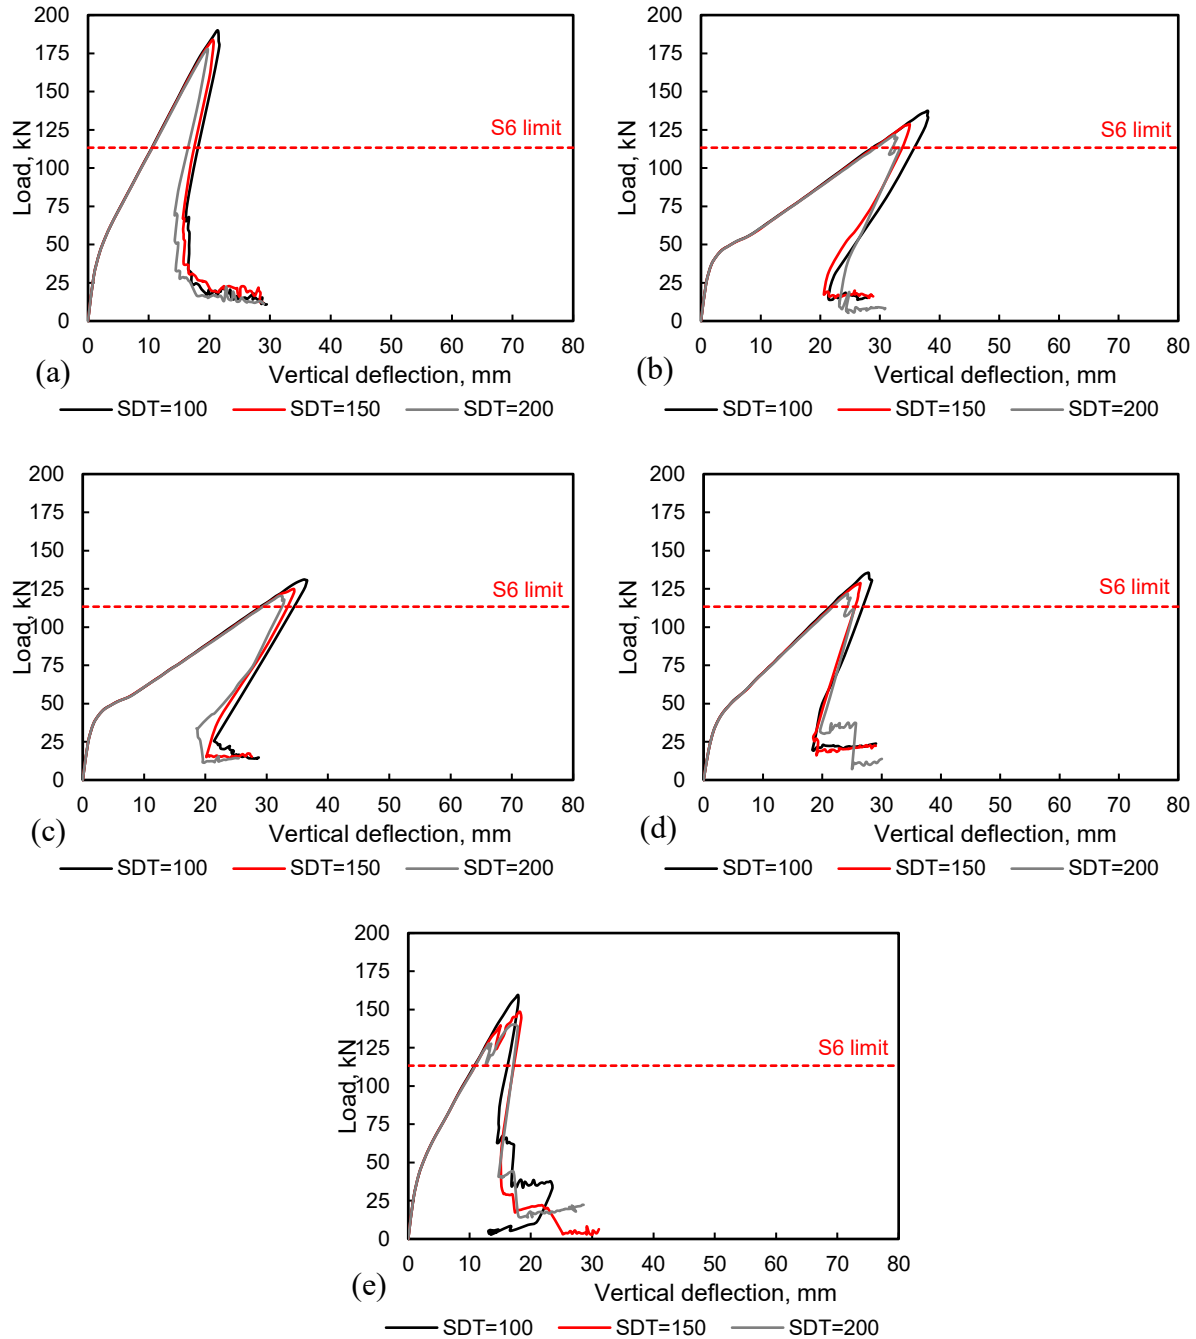 200
175
150
125
100
75
50
25
0
Load, kN
S6 limit
0 10 20 30 40 50 60 70 80
(a)
Vertical deflection, mm
SDT=100 SDT=150 SDT=200
200
175
150
125
100
75
50
25
0
Load, kN
S6 limit
0 10 20 30 40 50 60 70 80
(b)
Vertical deflection, mm
SDT=100 SDT=150 SDT=200
200
175
150
125
100
75
50
25
0
Load, kN
S6 limit
0 10 20 30 40 50 60 70 80
(c)
Vertical deflection, mm
SDT=100 SDT=150 SDT=200
200
175
150
125
100
75
50
25
0
Load, kN
S6 limit
0 10 20 30 40 50 60 70 80
(d)
Vertical deflection, mm
SDT=100 SDT=150 SDT=200
200
175
150
125
100
75
50
25
0
Load, kN
S6 limit
0 10 20 30 40 50 60 70 80
(e)
Vertical deflection, mm
SDT=100 SDT=150 SDT=200